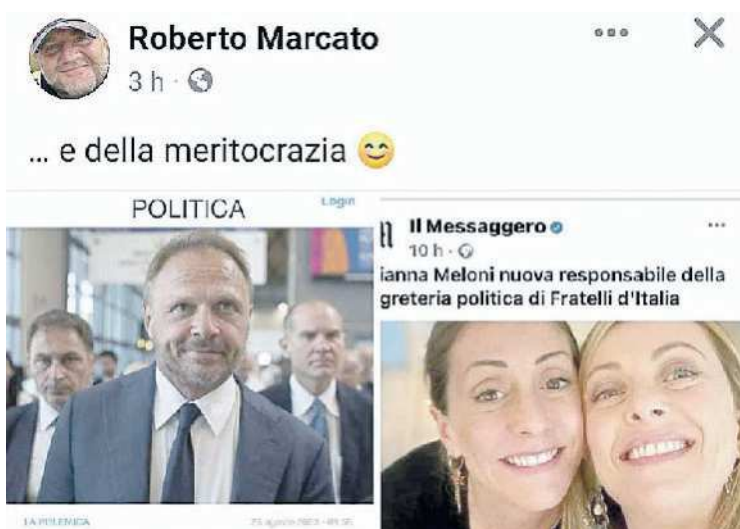 Roberto Marcato
3 h
... e della meritocrazia 😊
POLITICA
Login
Il Messaggero
10 h
ianna Meloni nuova responsabile della
greteria politica di Fratelli d'Italia
LA POLEMICA